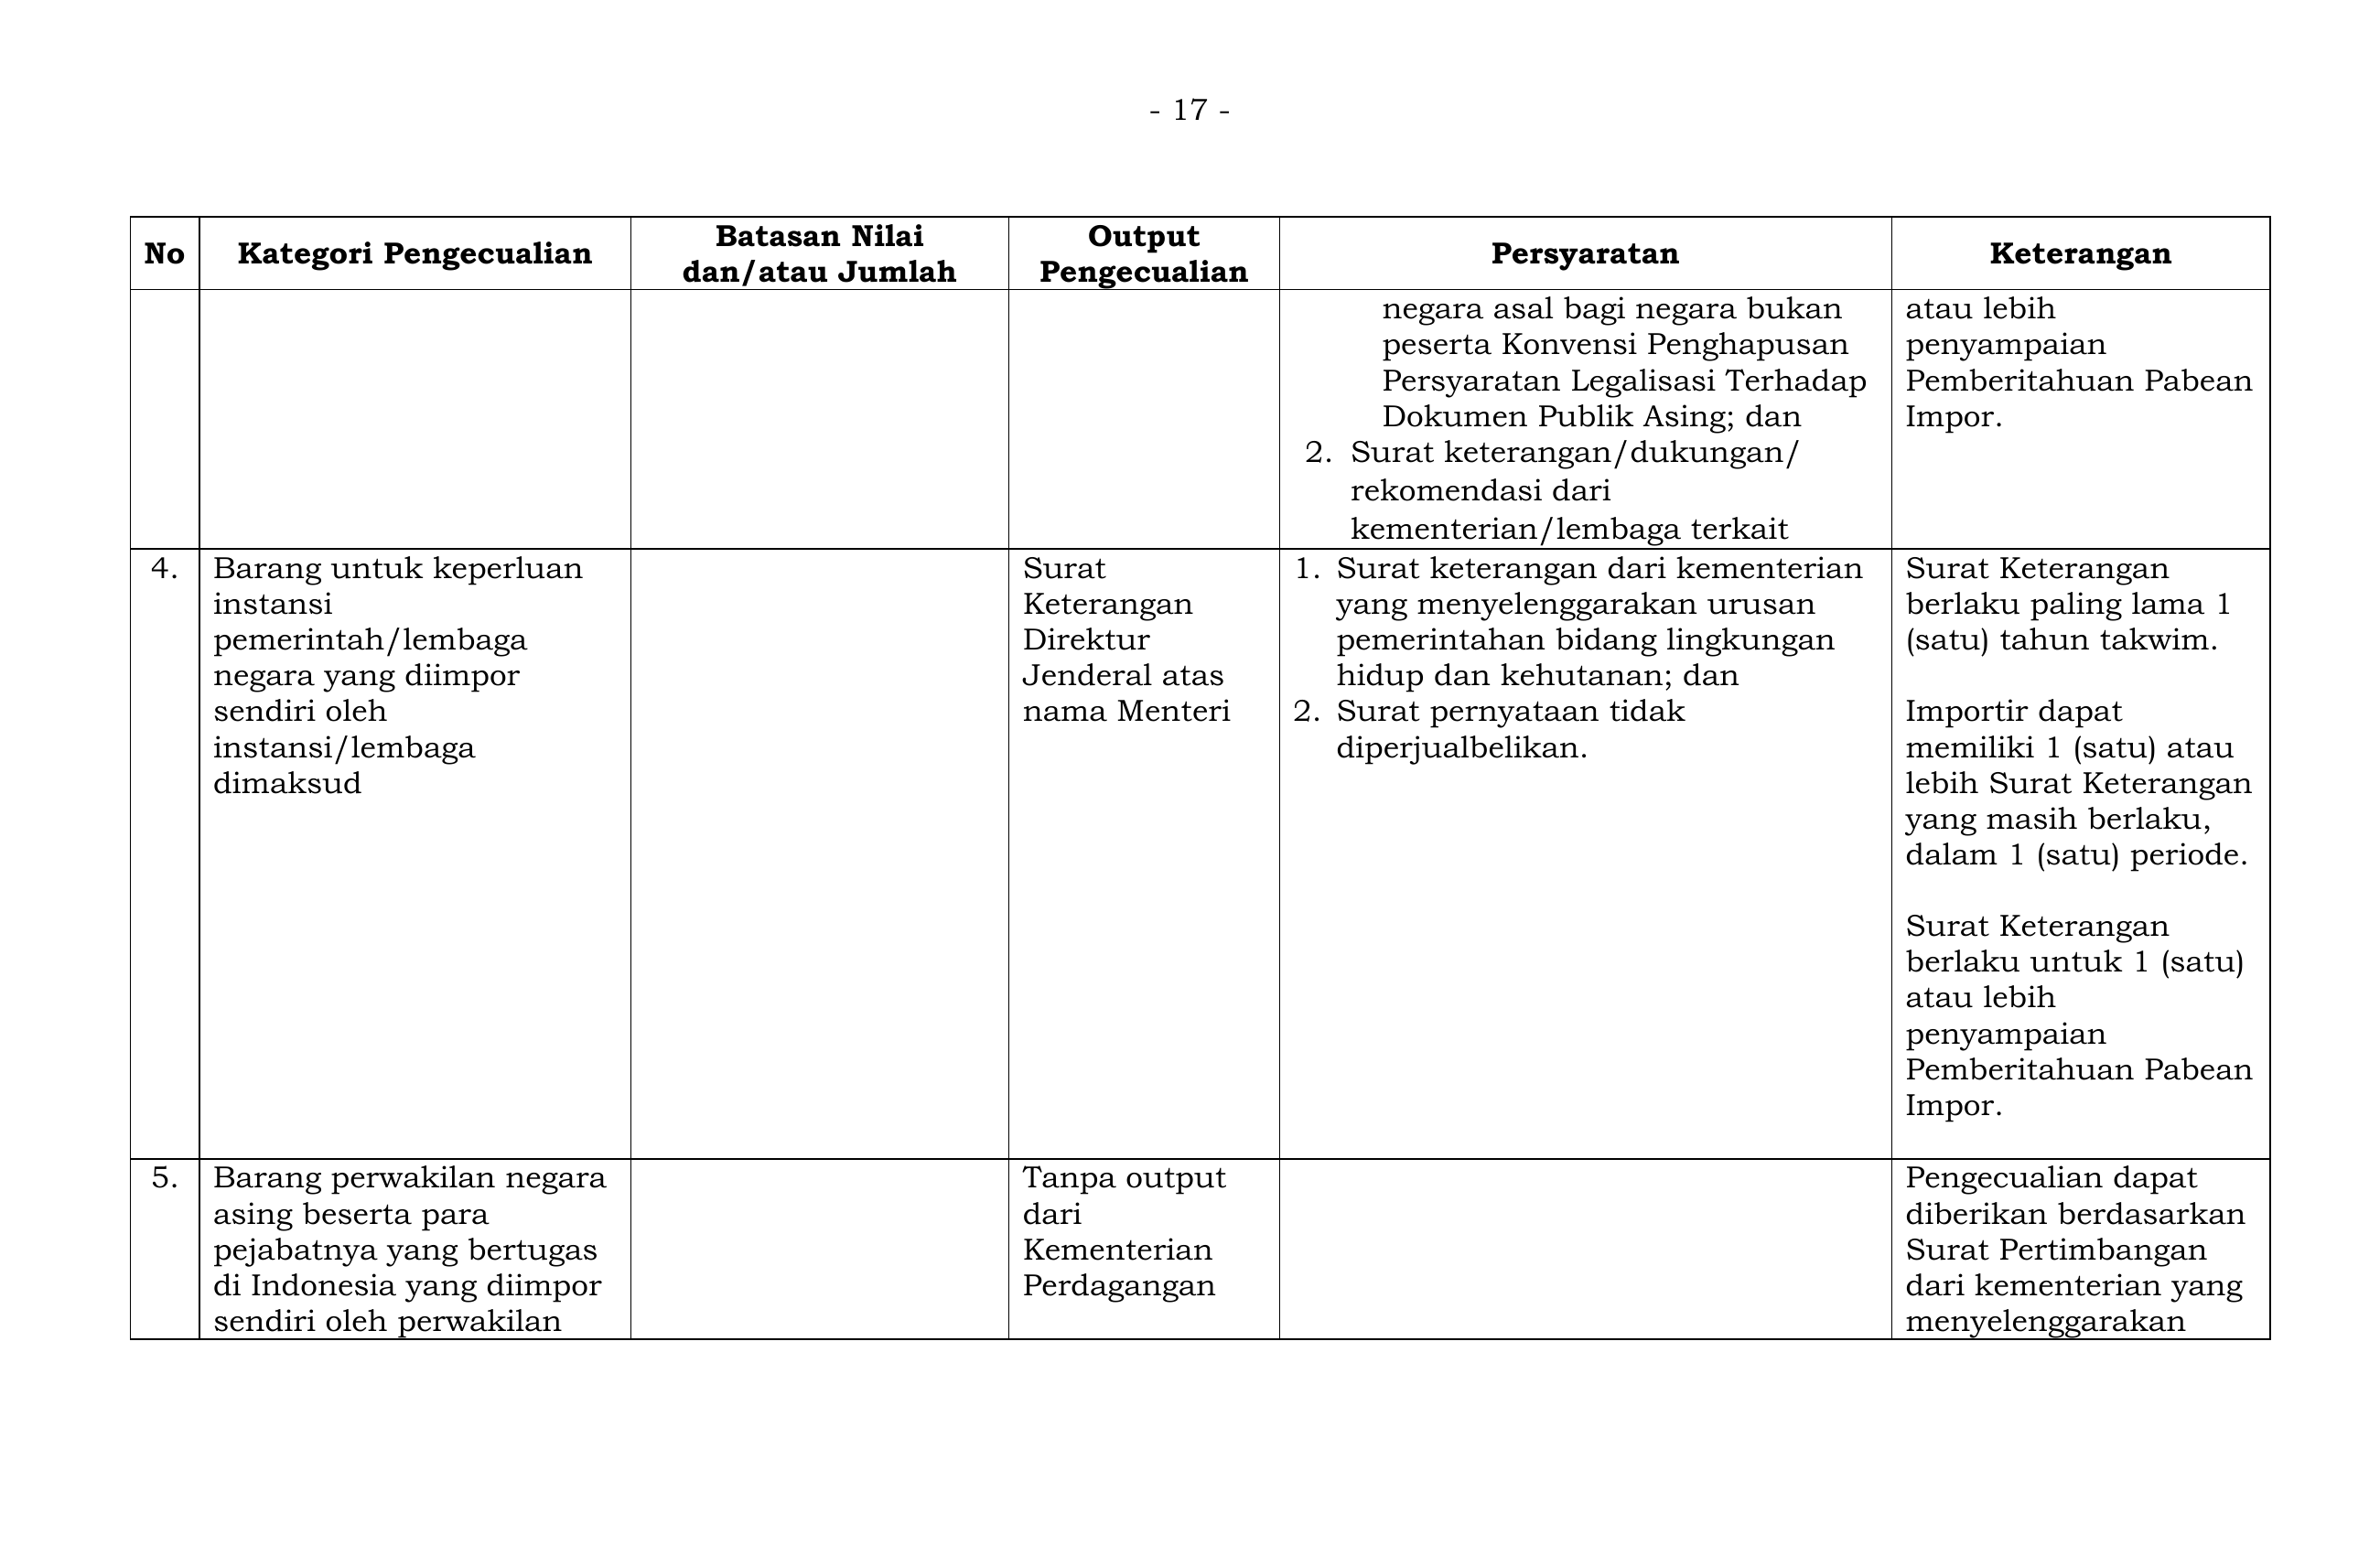 - 17 -
No
Kategori Pengecualian
Batasan Nilai
dan/atau Jumlah
Output
Pengecualian
Persyaratan
Keterangan
negara asal bagi negara bukan
peserta Konvensi Penghapusan
Persyaratan Legalisasi Terhadap
Dokumen Publik Asing; dan
2. Surat keterangan/dukungan/
rekomendasi dari
kementerian/lembaga terkait
atau lebih
penyampaian
Pemberitahuan Pabean
Impor.
4.
Barang untuk keperluan
instansi
pemerintah/lembaga
negara yang diimpor
sendiri oleh
instansi/lembaga
dimaksud
Surat
Keterangan
Direktur
Jenderal atas
nama Menteri
1. Surat keterangan dari kementerian
yang menyelenggarakan urusan
pemerintahan bidang lingkungan
hidup dan kehutanan; dan
2. Surat pernyataan tidak
diperjualbelikan.
Surat Keterangan
berlaku paling lama 1
(satu) tahun takwim.
Importir dapat
memiliki 1 (satu) atau
lebih Surat Keterangan
yang masih berlaku,
dalam 1 (satu) periode.
Surat Keterangan
berlaku untuk 1 (satu)
atau lebih
penyampaian
Pemberitahuan Pabean
Impor.
5.
Barang perwakilan negara
asing beserta para
pejabatnya yang bertugas
di Indonesia yang diimpor
sendiri oleh perwakilan
Tanpa output
dari
Kementerian
Perdagangan
Pengecualian dapat
diberikan berdasarkan
Surat Pertimbangan
dari kementerian yang
menyelenggarakan